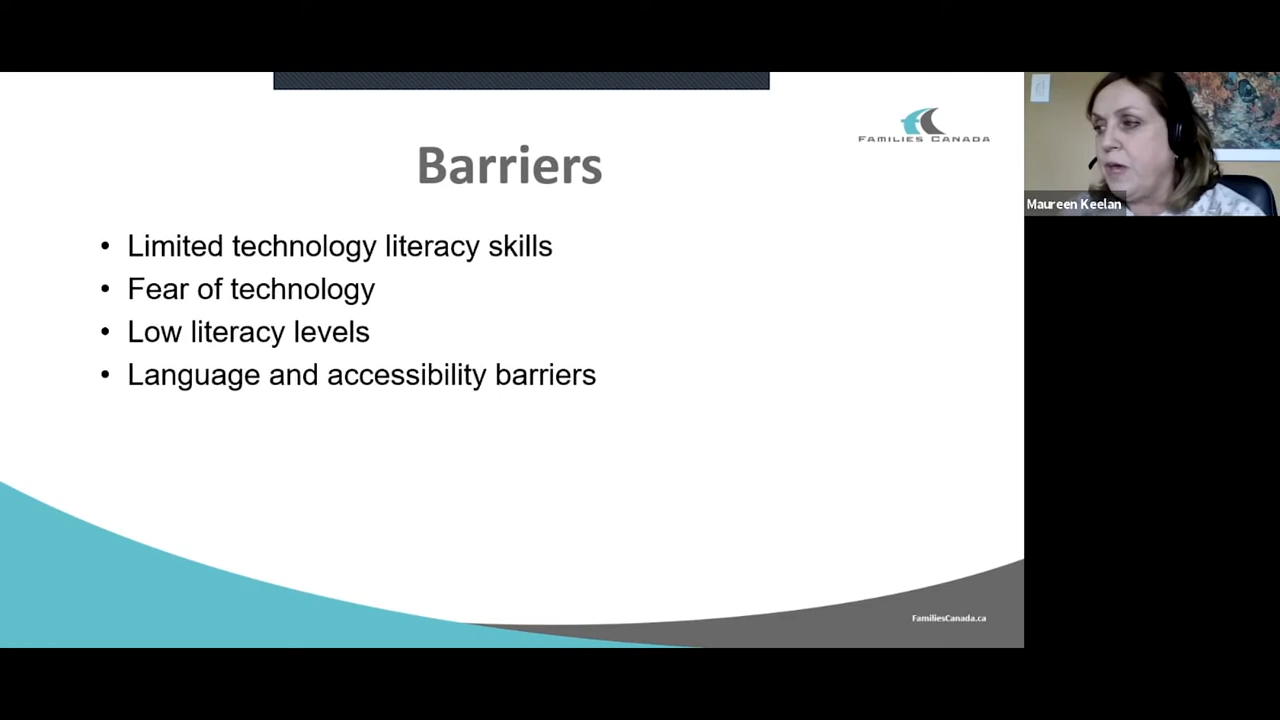 FAMILIES CANADA
Barriers
• Limited technology literacy skills
• Fear of technology
• Low literacy levels
• Language and accessibility barriers
FamiliesCanada.ca
Maureen Keelan